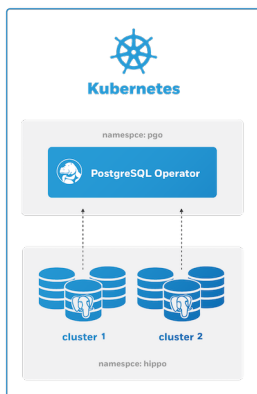 Kubernetes
namespce: pgo
PostgreSQL Operator
cluster 1
cluster 2
namespce: hippo